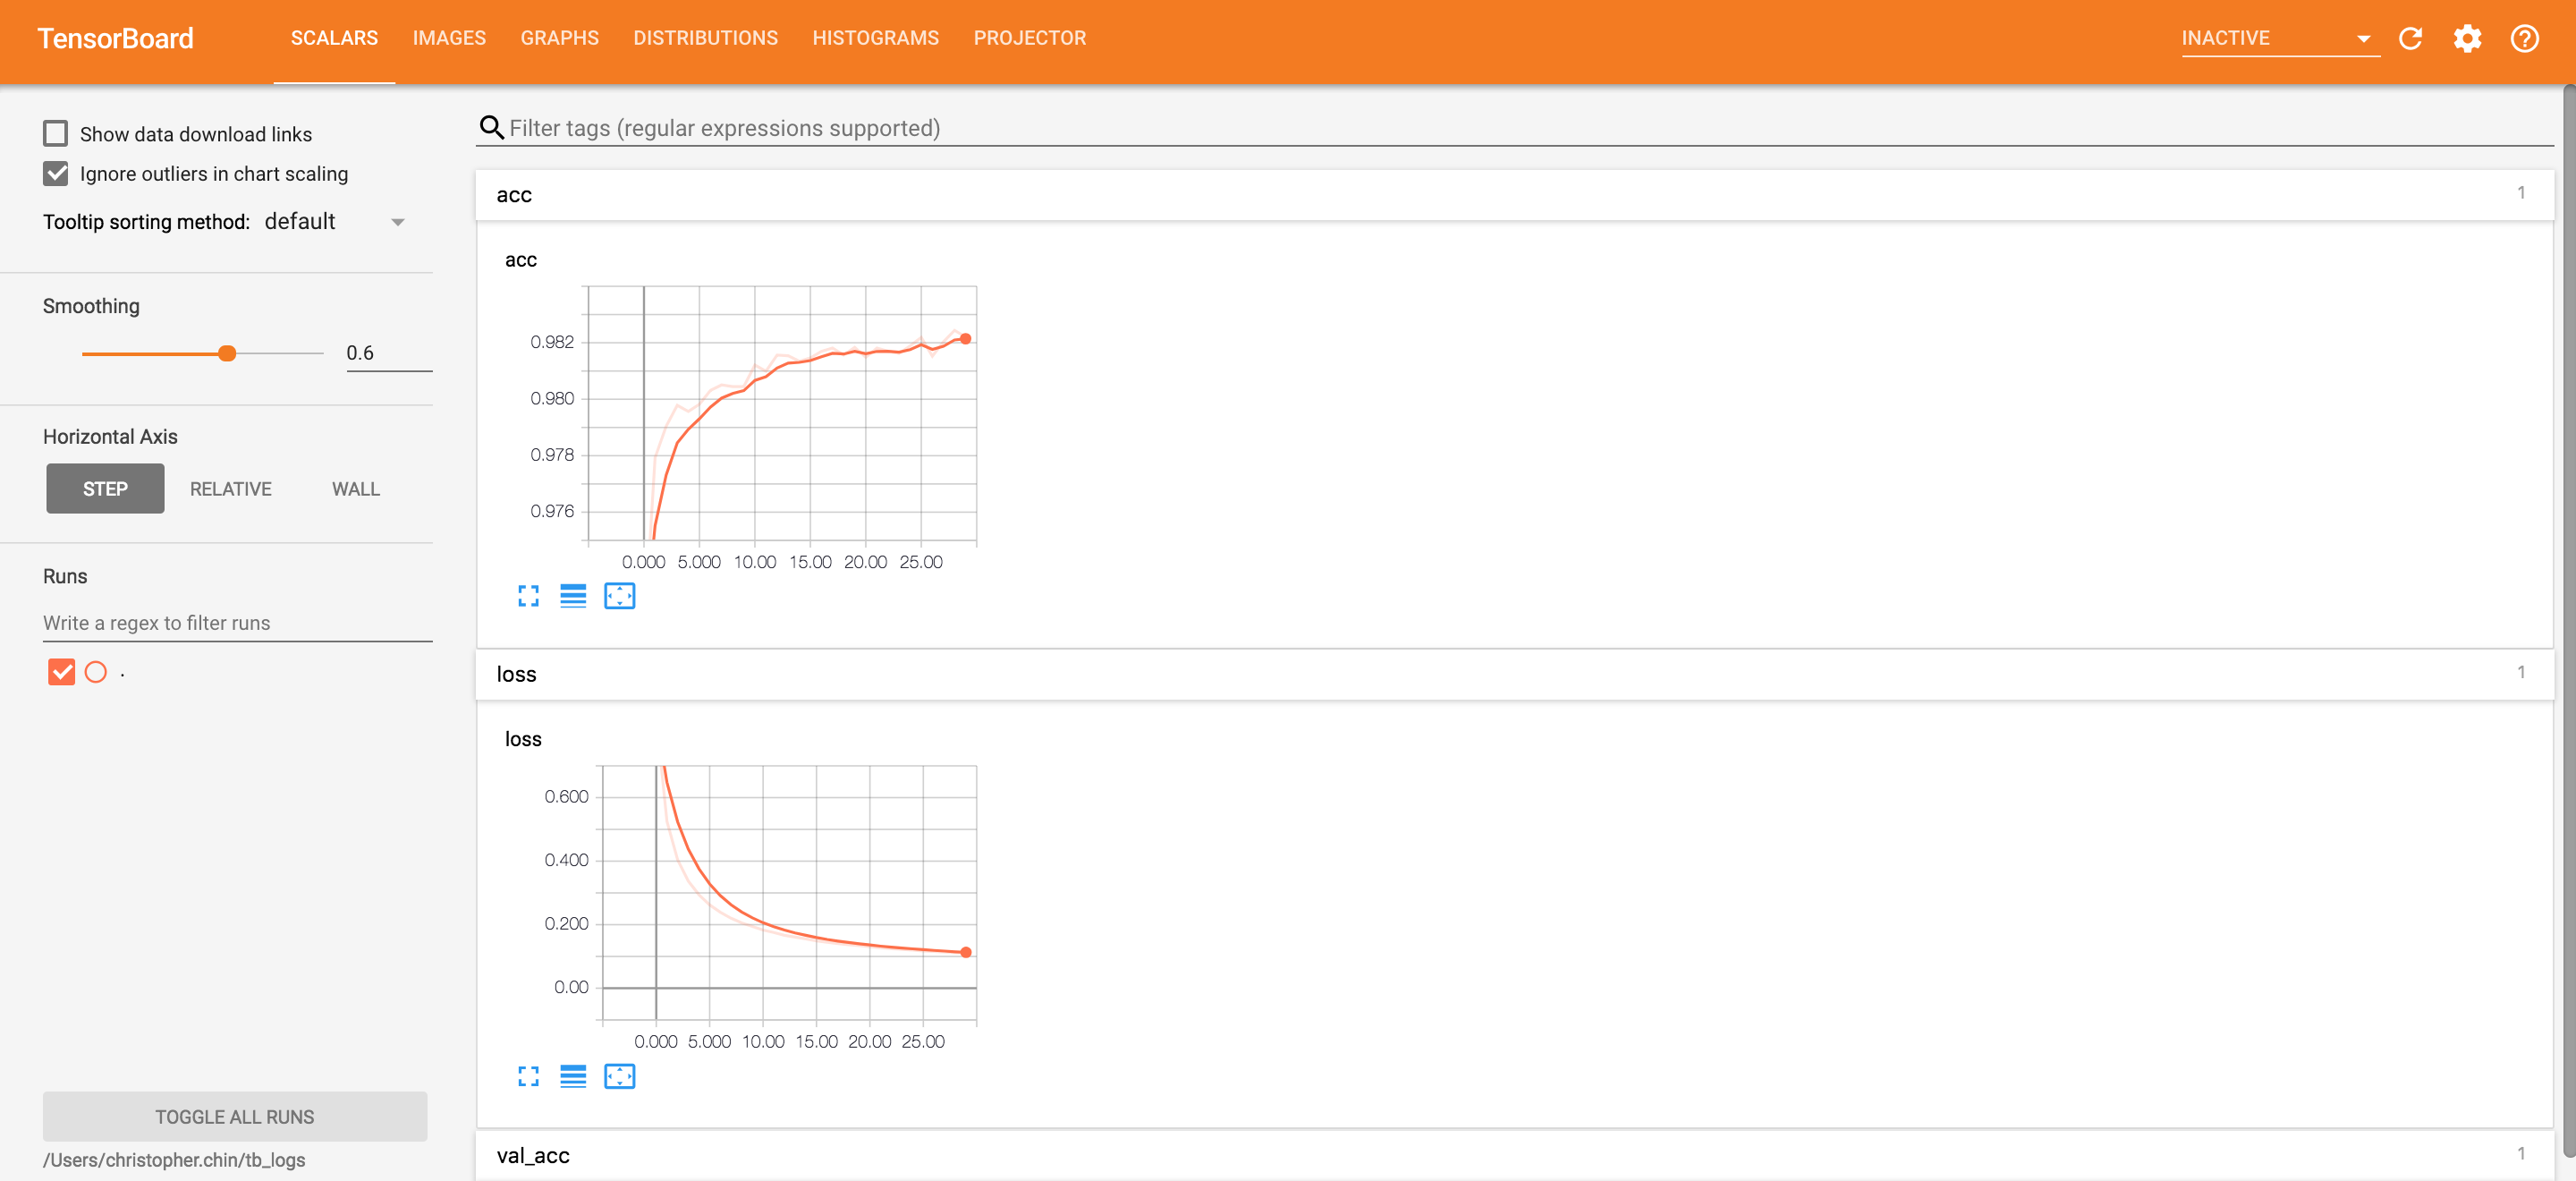 TensorBoard SCALARS IMAGES GRAPHS DISTRIBUTIONS HISTOGRAMS PROJECTOR INACTIVE
Show data download links
Ignore outliers in chart scaling
Tooltip sorting method: default
Smoothing
0.6
Horizontal Axis
STEP RELATIVE WALL
Runs
Write a regex to filter runs
.
TOGGLE ALL RUNS
/Users/christopher.chin/tb_logs
Filter tags (regular expressions supported)
acc 1
acc
0.982
0.980
0.978
0.976
0.000 5.000 10.00 15.00 20.00 25.00
loss 1
loss
0.600
0.400
0.200
0.00
0.000 5.000 10.00 15.00 20.00 25.00
val_acc 1